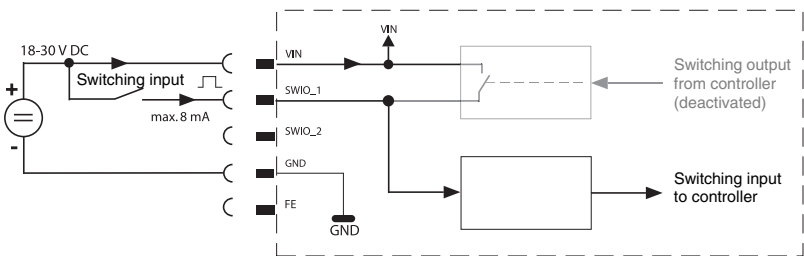 18-30 V DC
+
-
Switching input
max. 8 mA
VIN
SWIO_1
SWIO_2
GND
FE
VIN
GND
Switching output
from controller
(deactivated)
Switching input
to controller